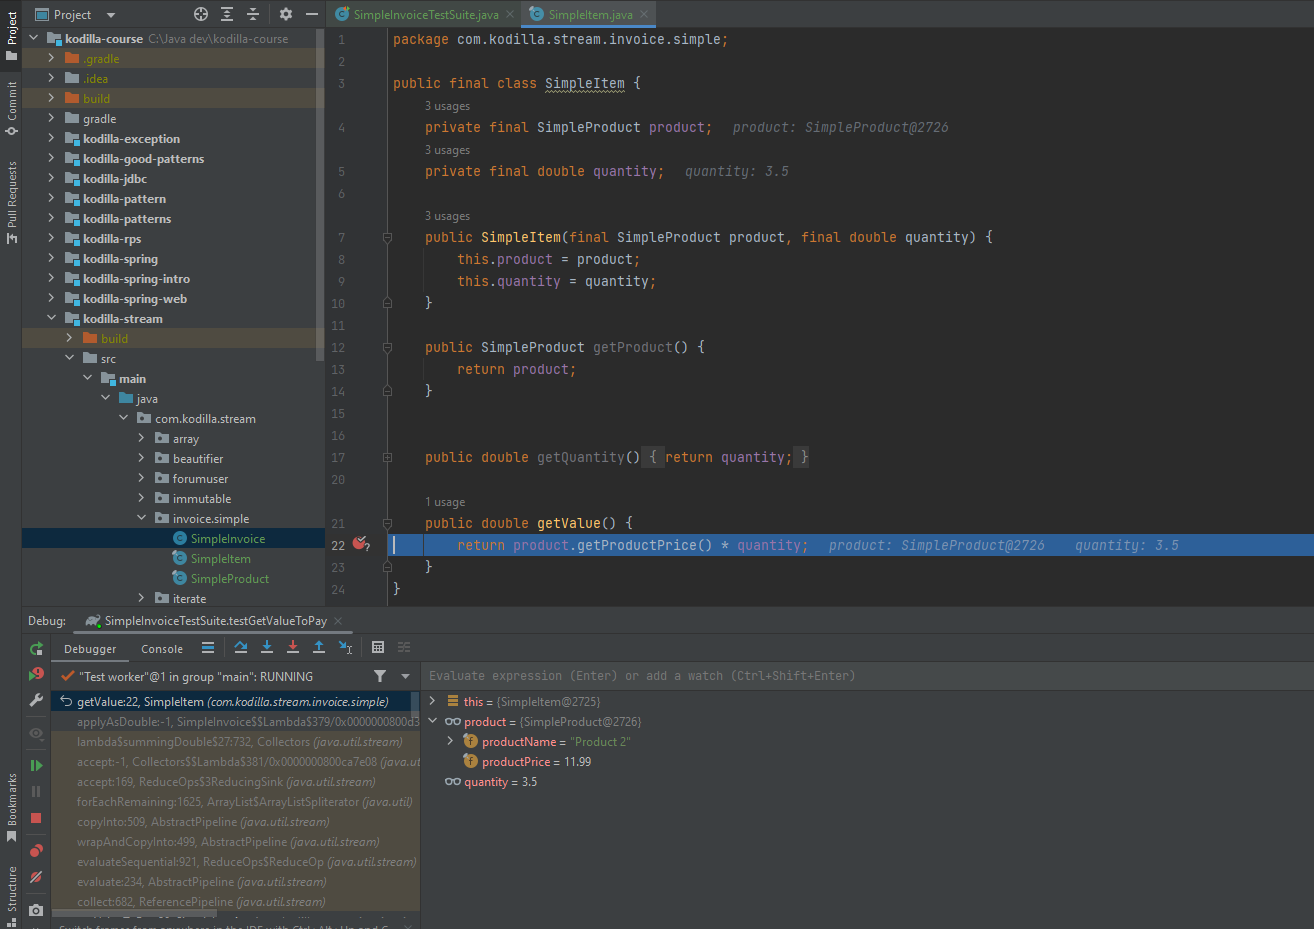 Project
SimpleInvoiceTestSuite.java
SimpleItem.java
Project
Commit
Pull Requests
Bookmarks
Structure
kodilla-course C:\Java dev\kodilla-course
.gradle
.idea
build
gradle
kodilla-exception
kodilla-good-patterns
kodilla-jdbc
kodilla-pattern
kodilla-patterns
kodilla-rps
kodilla-spring
kodilla-spring-intro
kodilla-spring-web
kodilla-stream
build
src
main
java
com.kodilla.stream
array
beautifier
forumuser
immutable
invoice.simple
SimpleInvoice
SimpleItem
SimpleProduct
iterate
1 package com.kodilla.stream.invoice.simple;
2
3 public final class SimpleItem {
3 usages
4 private final SimpleProduct product; product: SimpleProduct@2726
3 usages
5 private final double quantity; quantity: 3.5
6
3 usages
7 public SimpleItem(final SimpleProduct product, final double quantity) {
8 this.product = product;
9 this.quantity = quantity;
10 }
11
12 public SimpleProduct getProduct() {
13 return product;
14 }
15
16
17 public double getQuantity() { return quantity; }
20
1 usage
21 public double getValue() {
22 return product.getProductPrice() * quantity; product: SimpleProduct@2726 quantity: 3.5
23 }
24 }
Debug: SimpleInvoiceTestSuite.testGetValueToPay
Debugger Console
"Test worker"@1 in group "main": RUNNING
getValue:22, SimpleItem (com.kodilla.stream.invoice.simple)
applyAsDouble:-1, SimpleInvoice$$Lambda$379/0x0000000800d3
lambda$summingDouble$27:732, Collectors (java.util.stream)
accept:-1, Collectors$$Lambda$381/0x0000000800ca7e08 (java.ut
accept:169, ReduceOps$3ReducingSink (java.util.stream)
forEachRemaining:1625, ArrayList$ArrayListSpliterator (java.util)
copyInto:509, AbstractPipeline (java.util.stream)
wrapAndCopyInto:499, AbstractPipeline (java.util.stream)
evaluateSequential:921, ReduceOps$ReduceOp (java.util.stream)
evaluate:234, AbstractPipeline (java.util.stream)
collect:682, ReferencePipeline (java.util.stream)
Evaluate expression (Enter) or add a watch (Ctrl+Shift+Enter)
this = {SimpleItem@2725}
product = {SimpleProduct@2726}
productName = "Product 2"
productPrice = 11.99
quantity = 3.5